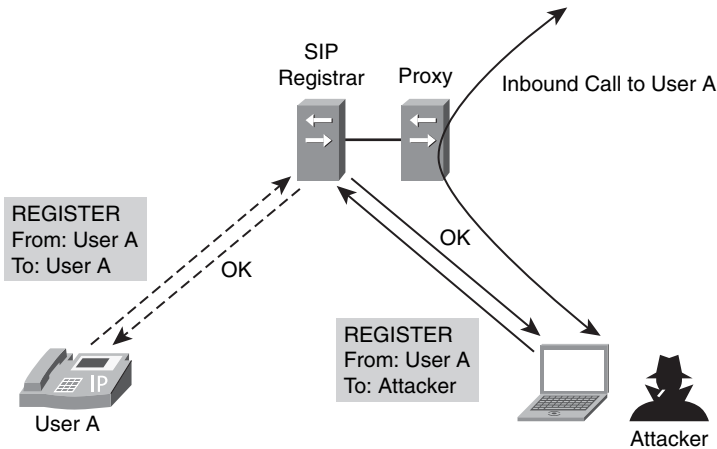 SIP
Registrar
Proxy
Inbound Call to User A
REGISTER
From: User A
To: User A
OK
OK
REGISTER
From: User A
To: Attacker
IP
User A
Attacker